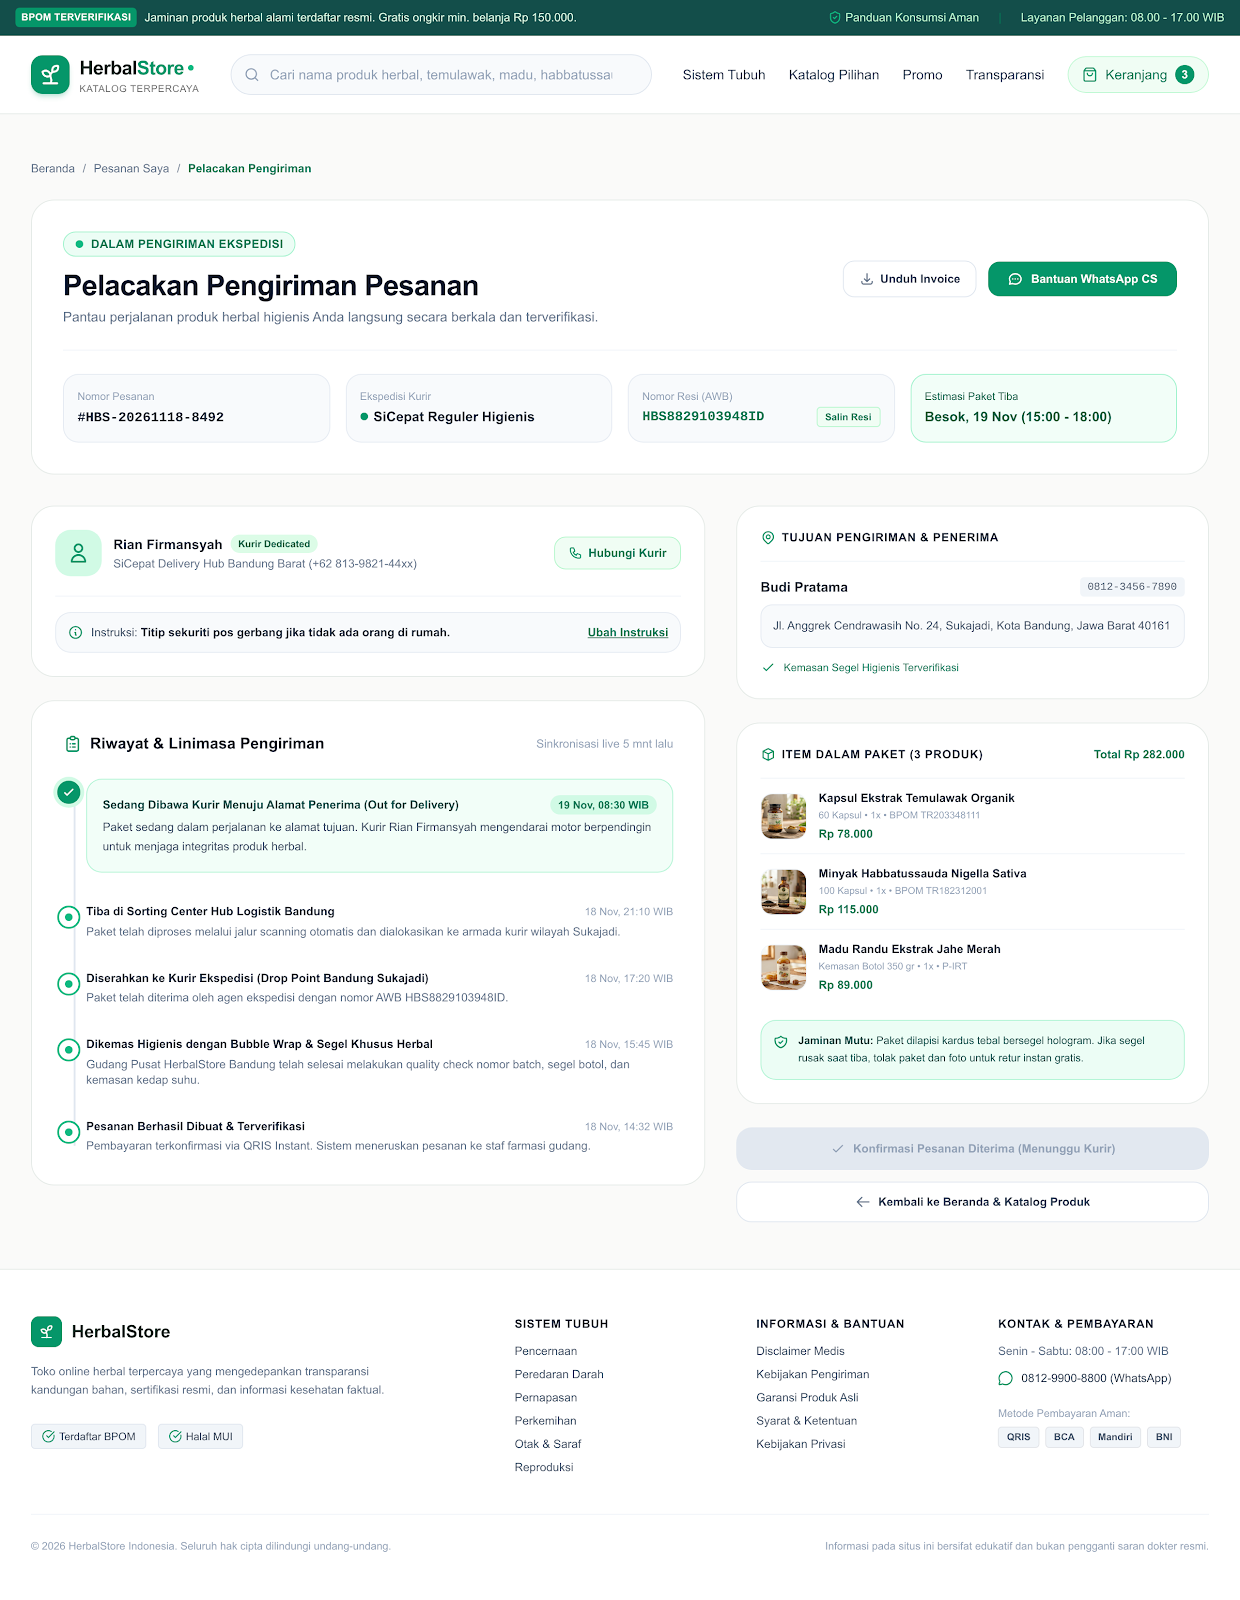 BPOM TERVERIFIKASI
Jaminan produk herbal alami terdaftar resmi. Gratis ongkir min. belanja Rp 150.000.
Panduan Konsumsi Aman
Layanan Pelanggan: 08.00 - 17.00 WIB
HerbalStore
KATALOG TERPERCAYA
Cari nama produk herbal, temulawak, madu, habbatussa
Sistem Tubuh
Katalog Pilihan
Promo
Transparansi
Keranjang 3
Beranda / Pesanan Saya / Pelacakan Pengiriman
DALAM PENGIRIMAN EKSPEDISI
Pelacakan Pengiriman Pesanan
Pantau perjalanan produk herbal higienis Anda langsung secara berkala dan terverifikasi.
Unduh Invoice
Bantuan WhatsApp CS
Nomor Pesanan
#HBS-20261118-8492
Ekspedisi Kurir
SiCepat Reguler Higienis
Nomor Resi (AWB)
HBS8829103948ID
Salin Resi
Estimasi Paket Tiba
Besok, 19 Nov (15:00 - 18:00)
Rian Firmansyah
Kurir Dedicated
SiCepat Delivery Hub Bandung Barat (+62 813-9821-44xx)
Hubungi Kurir
Instruksi: Titip sekuriti pos gerbang jika tidak ada orang di rumah.
Ubah Instruksi
Riwayat & Linimasa Pengiriman
Sinkronisasi live 5 mnt lalu
Sedang Dibawa Kurir Menuju Alamat Penerima (Out for Delivery)
19 Nov, 08:30 WIB
Paket sedang dalam perjalanan ke alamat tujuan. Kurir Rian Firmansyah mengendarai motor berpendingin
untuk menjaga integritas produk herbal.
Tiba di Sorting Center Hub Logistik Bandung
18 Nov, 21:10 WIB
Paket telah diproses melalui jalur scanning otomatis dan dialokasikan ke armada kurir wilayah Sukajadi.
Diserahkan ke Kurir Ekspedisi (Drop Point Bandung Sukajadi)
18 Nov, 17:20 WIB
Paket telah diterima oleh agen ekspedisi dengan nomor AWB HBS8829103948ID.
Dikemas Higienis dengan Bubble Wrap & Segel Khusus Herbal
18 Nov, 15:45 WIB
Gudang Pusat HerbalStore Bandung telah selesai melakukan quality check nomor batch, segel botol, dan
kemasan kedap suhu.
Pesanan Berhasil Dibuat & Terverifikasi
18 Nov, 14:32 WIB
Pembayaran terkonfirmasi via QRIS Instant. Sistem meneruskan pesanan ke staf farmasi gudang.
TUJUAN PENGIRIMAN & PENERIMA
Budi Pratama
0812-3456-7890
Jl. Anggrek Cendrawasih No. 24, Sukajadi, Kota Bandung, Jawa Barat 40161
Kemasan Segel Higienis Terverifikasi
ITEM DALAM PAKET (3 PRODUK)
Total Rp 282.000
Kapsul Ekstrak Temulawak Organik
60 Kapsul • 1x • BPOM TR203348111
Rp 78.000
Minyak Habbatussauda Nigella Sativa
100 Kapsul • 1x • BPOM TR182312001
Rp 115.000
Madu Randu Ekstrak Jahe Merah
Kemasan Botol 350 gr • 1x • P-IRT
Rp 89.000
Jaminan Mutu: Paket dilapisi kardus tebal bersegel hologram. Jika segel
rusak saat tiba, tolak paket dan foto untuk retur instan gratis.
Konfirmasi Pesanan Diterima (Menunggu Kurir)
Kembali ke Beranda & Katalog Produk
HerbalStore
Toko online herbal terpercaya yang mengedepankan transparansi
kandungan bahan, sertifikasi resmi, dan informasi kesehatan faktual.
Terdaftar BPOM
Halal MUI
SISTEM TUBUH
Pencernaan
Peredaran Darah
Pernapasan
Perkemihan
Otak & Saraf
Reproduksi
INFORMASI & BANTUAN
Disclaimer Medis
Kebijakan Pengiriman
Garansi Produk Asli
Syarat & Ketentuan
Kebijakan Privasi
KONTAK & PEMBAYARAN
Senin - Sabtu: 08:00 - 17:00 WIB
0812-9900-8800 (WhatsApp)
Metode Pembayaran Aman:
QRIS
BCA
Mandiri
BNI
© 2026 HerbalStore Indonesia. Seluruh hak cipta dilindungi undang-undang.
Informasi pada situs ini bersifat edukatif dan bukan pengganti saran dokter resmi.